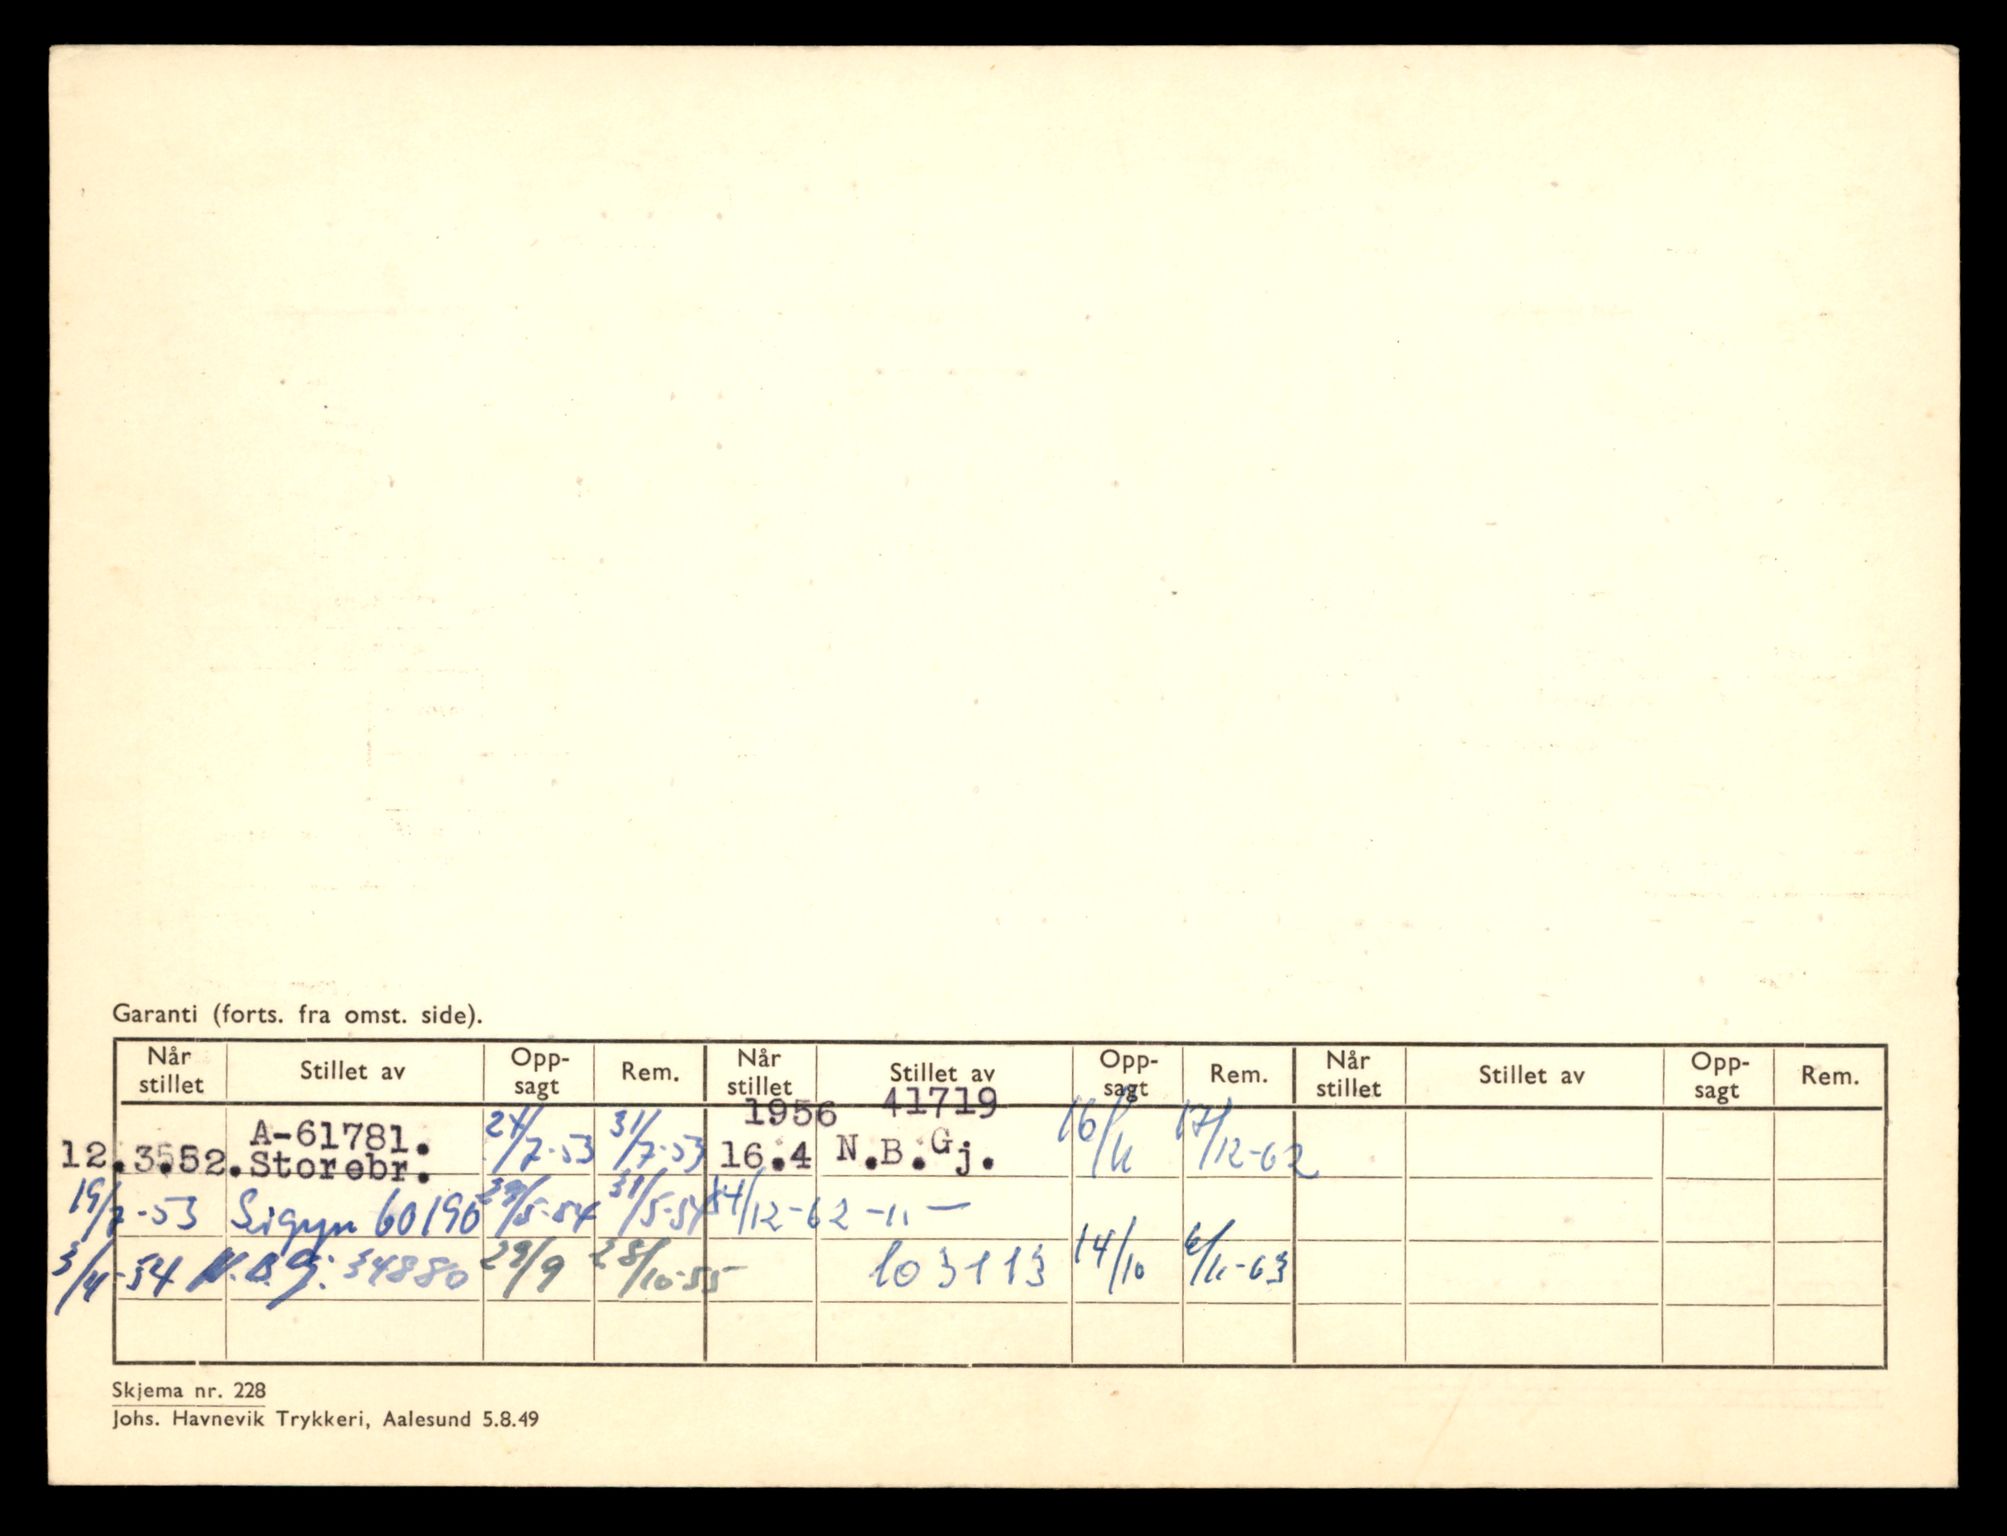 Garanti (forts. fra omst. side).
Når stillet | Stillet av | Opp-sagt | Rem. | Når stillet | Stillet av | Opp-sagt | Rem. | Når stillet | Stillet av | Opp-sagt | Rem.
12.3.52. | A-61781. Storebr. | 24/7-53 | 31/7-53 | 1956 16.4 | 41719 N.B.Gj. | 16/11 | 17/12-62
19/7-53 | Sigyn 60190 | 29/5-54 | 31/5-54 | 14/12-62 | -"-
3/4-54 | N.B.G. 34880 | 29/9 | 28/10-55 | | 103113 | 14/10 | 6/11-63
Skjema nr. 228
Johs. Havnevik Trykkeri, Aalesund 5.8.49